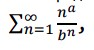 ∑_{n=1}^{∞} n^a / b^n,